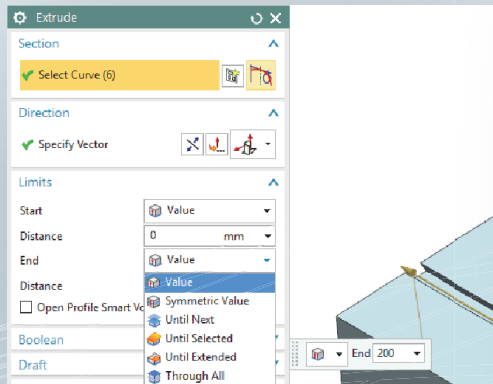 Extrude
Section
Select Curve (6)
Direction
Specify Vector
Limits
Start Value
Distance 0 mm
End Value
Distance
Value
Open Profile Smart Vo
Symmetric Value
Until Next
Until Selected
Until Extended
Through All
Boolean
Draft
End 200